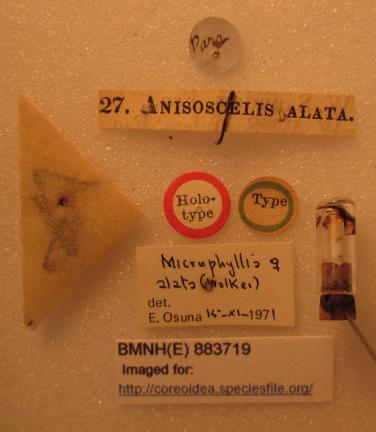 Para
27. ANISOSCELIS ALATA.
Holo-
type
Type
Microphyllis ♀
alata (Walker)
det.
E. Osuna 15-XI-1971
BMNH(E) 883719
Imaged for:
http://coreoidea.speciesfile.org/